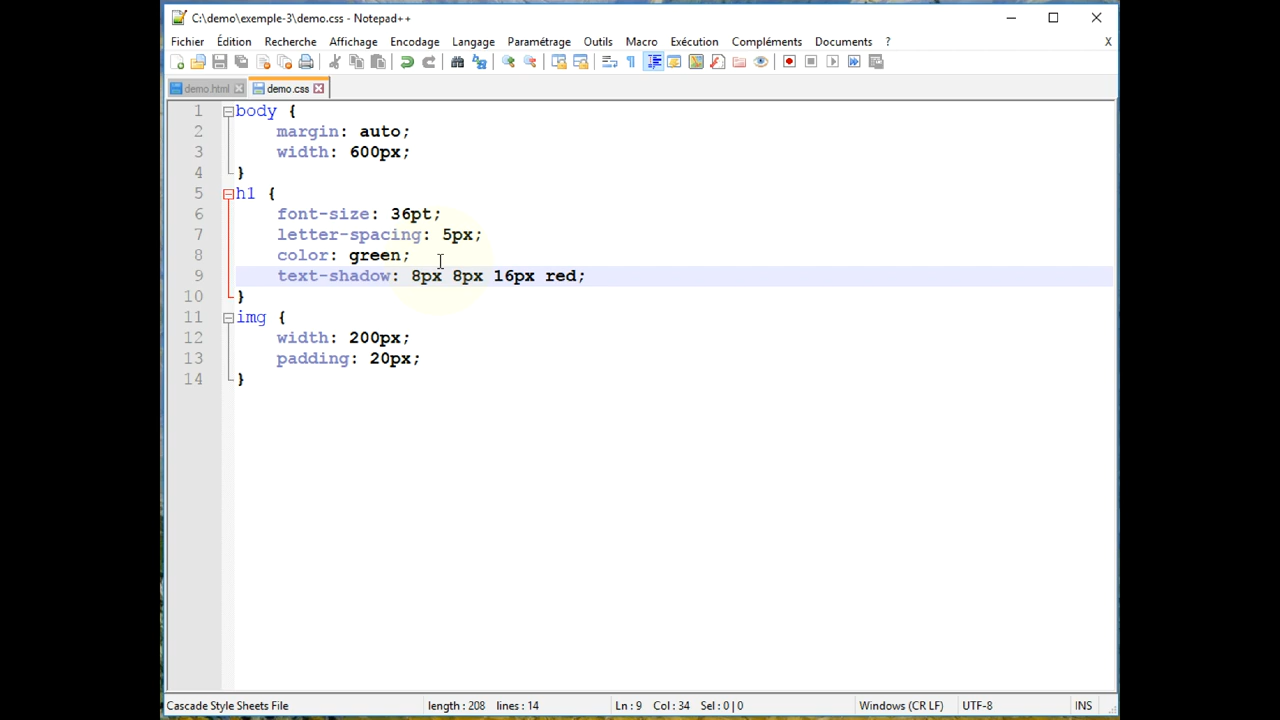 C:\demo\exemple-3\demo.css - Notepad++
Fichier Édition Recherche Affichage Encodage Langage Paramétrage Outils Macro Exécution Compléments Documents ? X
demo.html demo.css
1 body {
2 margin: auto;
3 width: 600px;
4 }
5 h1 {
6 font-size: 36pt;
7 letter-spacing: 5px;
8 color: green;
9 text-shadow: 8px 8px 16px red;
10 }
11 img {
12 width: 200px;
13 padding: 20px;
14 }
Cascade Style Sheets File length : 208 lines : 14 Ln : 9 Col : 34 Sel : 0 | 0 Windows (CR LF) UTF-8 INS